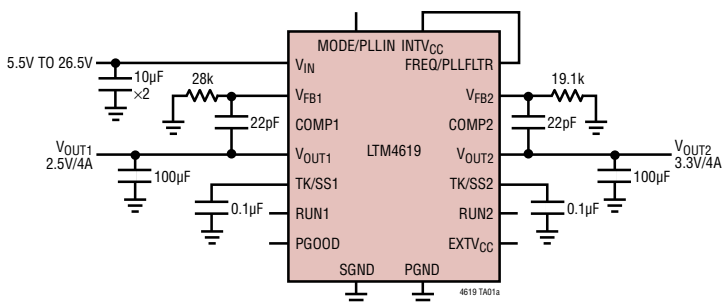 MODE/PLLIN INTVCC
5.5V TO 26.5V
VIN
FREQ/PLLFLTR
10µF
×2
28k
19.1k
VFB1
VFB2
22pF
COMP1
COMP2
22pF
VOUT1
2.5V/4A
VOUT1
LTM4619
VOUT2
VOUT2
3.3V/4A
100µF
TK/SS1
TK/SS2
100µF
0.1µF
RUN1
RUN2
0.1µF
PGOOD
EXTVCC
SGND
PGND
4619 TA01a